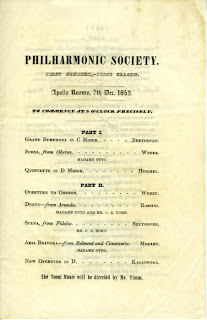 PHILHARMONIC SOCIETY.
FIRST CONCERT,—FIRST SEASON.
Apollo Rooms, 7th Dec. 1842.
TO COMMENCE AT 8 O'CLOCK PRECISELY.
PART I.
GRAND SYMPHONY IN C MINOR, . . . . . . BEETHOVEN.
SCENA, from Oberon, . . . . . . . WEBER.
MADAME OTTO.
QUINTETTE IN D MINOR, . . . . . . . HUMMEL.
PART II.
OVERTURE TO OBERON, . . . . . . . WEBER.
DUETTO—from Armida, . . . . . . . ROSSINI.
MADAME OTTO AND MR. C. E. HORN.
SCENA, from Fidelio, . . . . . . . BEETHOVEN.
MR. C. E. HORN.
ARIA BRAVURA—from Belmont and Constantia, MOZART.
MADAME OTTO.
NEW OVERTURE IN D, . . . . . . . KALLIWODA.
The Vocal Music will be directed by Mr. Timm.